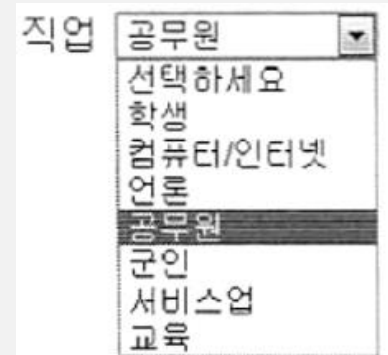 직업 공무원
선택하세요
학생
컴퓨터/인터넷
언론
공무원
군인
서비스업
교육